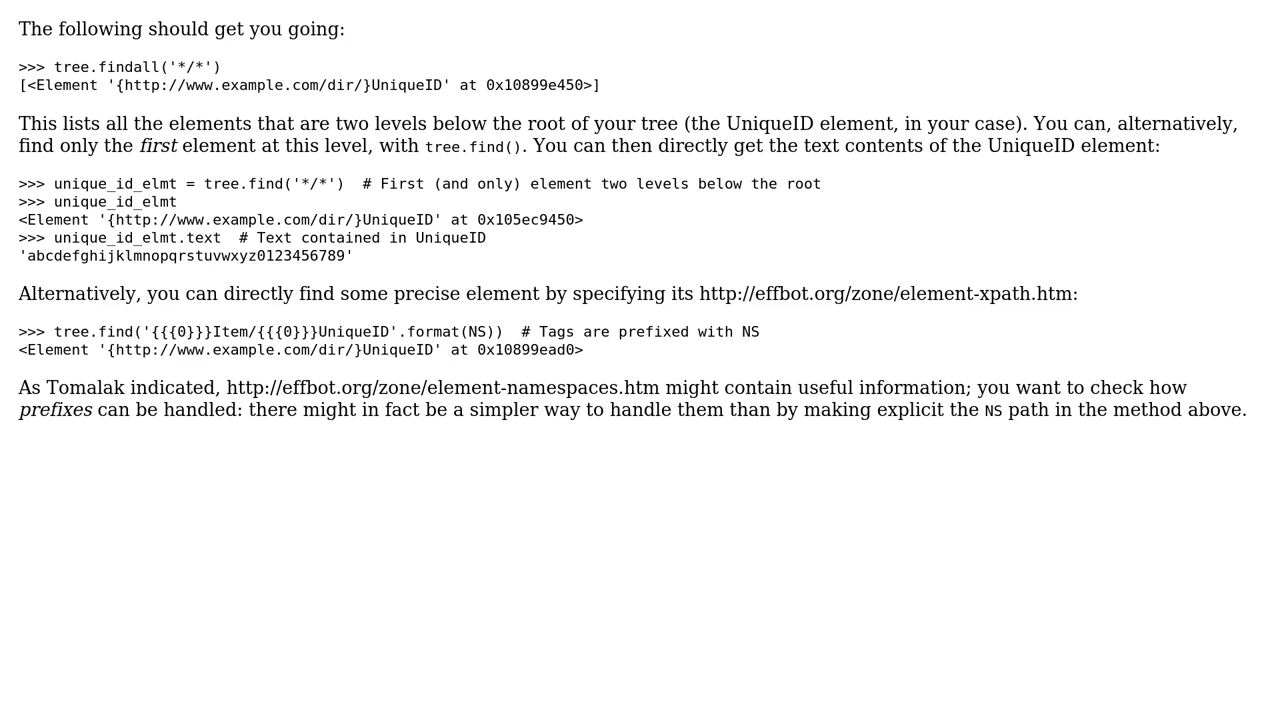 The following should get you going:
>>> tree.findall('*/*')
[<Element '{http://www.example.com/dir/}UniqueID' at 0x10899e450>]
This lists all the elements that are two levels below the root of your tree (the UniqueID element, in your case). You can, alternatively,
find only the first element at this level, with tree.find(). You can then directly get the text contents of the UniqueID element:
>>> unique_id_elmt = tree.find('*/*')  # First (and only) element two levels below the root
>>> unique_id_elmt
<Element '{http://www.example.com/dir/}UniqueID' at 0x105ec9450>
>>> unique_id_elmt.text  # Text contained in UniqueID
'abcdefghijklmnopqrstuvwxyz0123456789'
Alternatively, you can directly find some precise element by specifying its http://effbot.org/zone/element-xpath.htm:
>>> tree.find('{{{0}}}Item/{{{0}}}UniqueID'.format(NS))  # Tags are prefixed with NS
<Element '{http://www.example.com/dir/}UniqueID' at 0x10899ead0>
As Tomalak indicated, http://effbot.org/zone/element-namespaces.htm might contain useful information; you want to check how
prefixes can be handled: there might in fact be a simpler way to handle them than by making explicit the NS path in the method above.